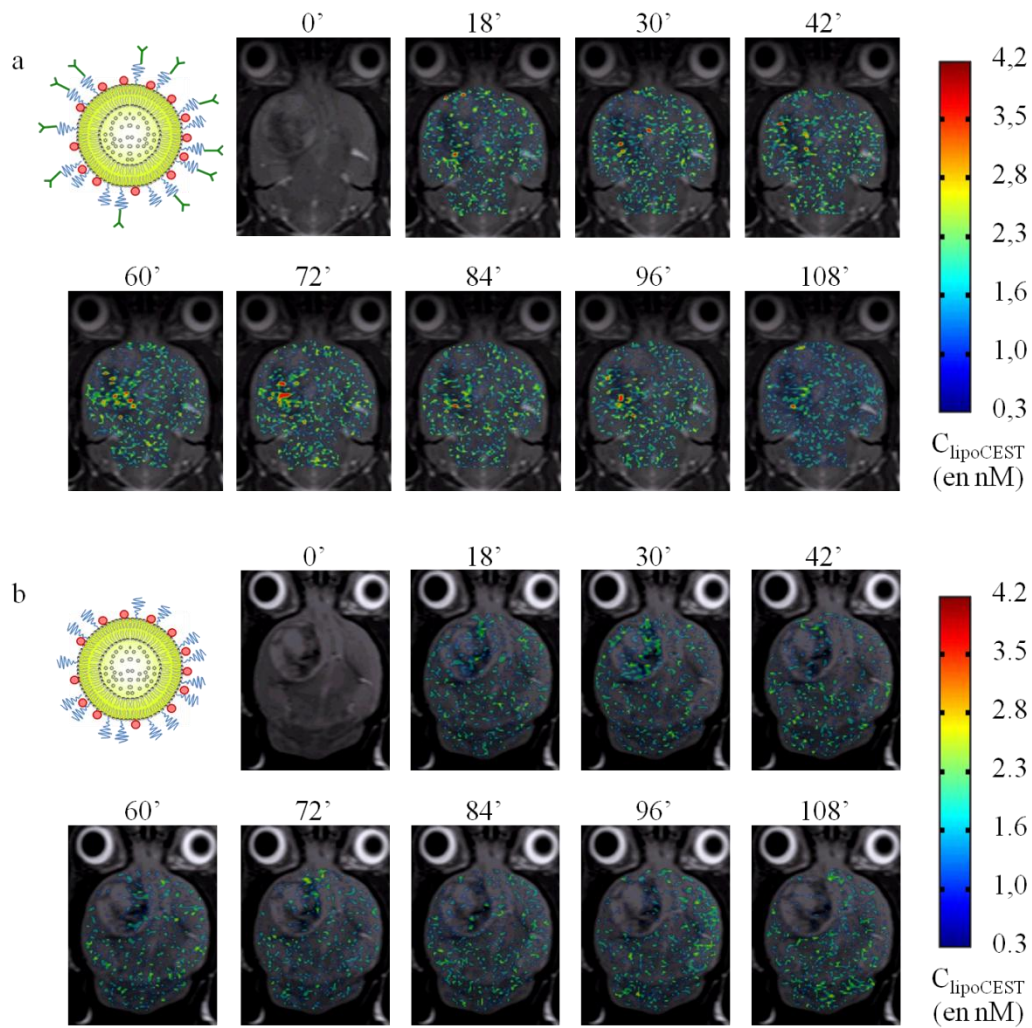 0’ 18’ 30’ 42’
a
4,2
3,5
2,8
2,3
1,6
1,0
0,3
C lipoCEST
(en nM)
60’ 72’ 84’ 96’ 108’
0’ 18’ 30’ 42’
b
4.2
3.5
2.8
2.3
1.6
1,0
0.3
C lipoCEST
(en nM)
60’ 72’ 84’ 96’ 108’